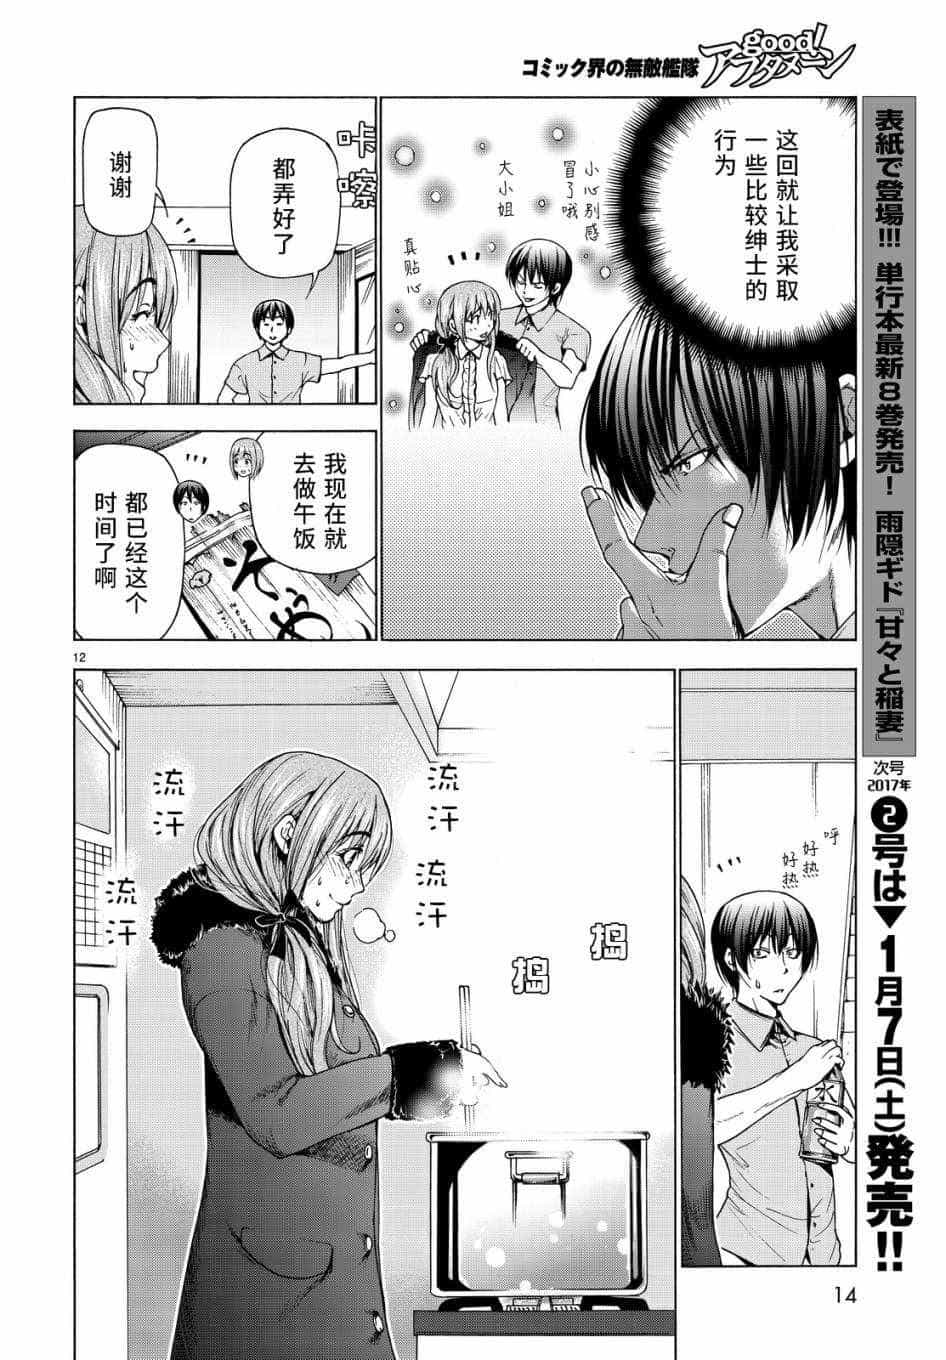 コミック界の無敵艦隊
good!
アフタヌーン
这回就让我采取
一些比较绅士的
行为
小心别感
冒了哦
大小姐
真贴心
咔嚓
都弄好了
谢谢
我现在就
去做午饭
都已经这个
时间了啊
12
呼
好热
好热
捣
捣
流汗
流汗
流汗
流汗
14
表紙で登場!!! 単行本最新8巻発売! 雨隠ギド『甘々と稲妻』
次号
2017年
2号は▼1月7日(土)発売!!